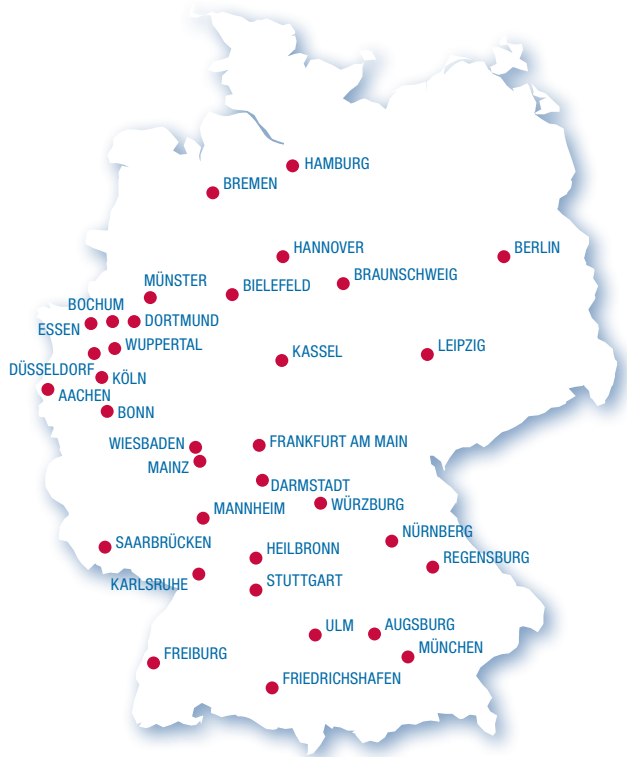 HAMBURG
BREMEN
HANNOVER
BERLIN
BRAUNSCHWEIG
MÜNSTER
BIELEFELD
BOCHUM
DORTMUND
ESSEN
WUPPERTAL
LEIPZIG
KASSEL
DÜSSELDORF
KÖLN
AACHEN
BONN
WIESBADEN
FRANKFURT AM MAIN
MAINZ
DARMSTADT
WÜRZBURG
MANNHEIM
NÜRNBERG
SAARBRÜCKEN
HEILBRONN
REGENSBURG
KARLSRUHE
STUTTGART
ULM
AUGSBURG
MÜNCHEN
FREIBURG
FRIEDRICHSHAFEN